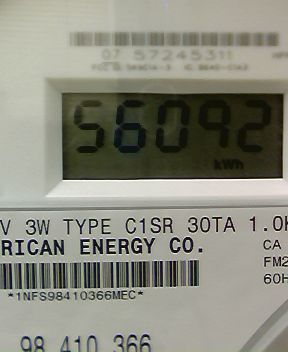 07 57245311
56092
kWh
V 3W TYPE C1SR 30TA 1.0K
RICAN ENERGY CO.
CA
FM2
60H
*1NFS98410366MEC*
98 410 366